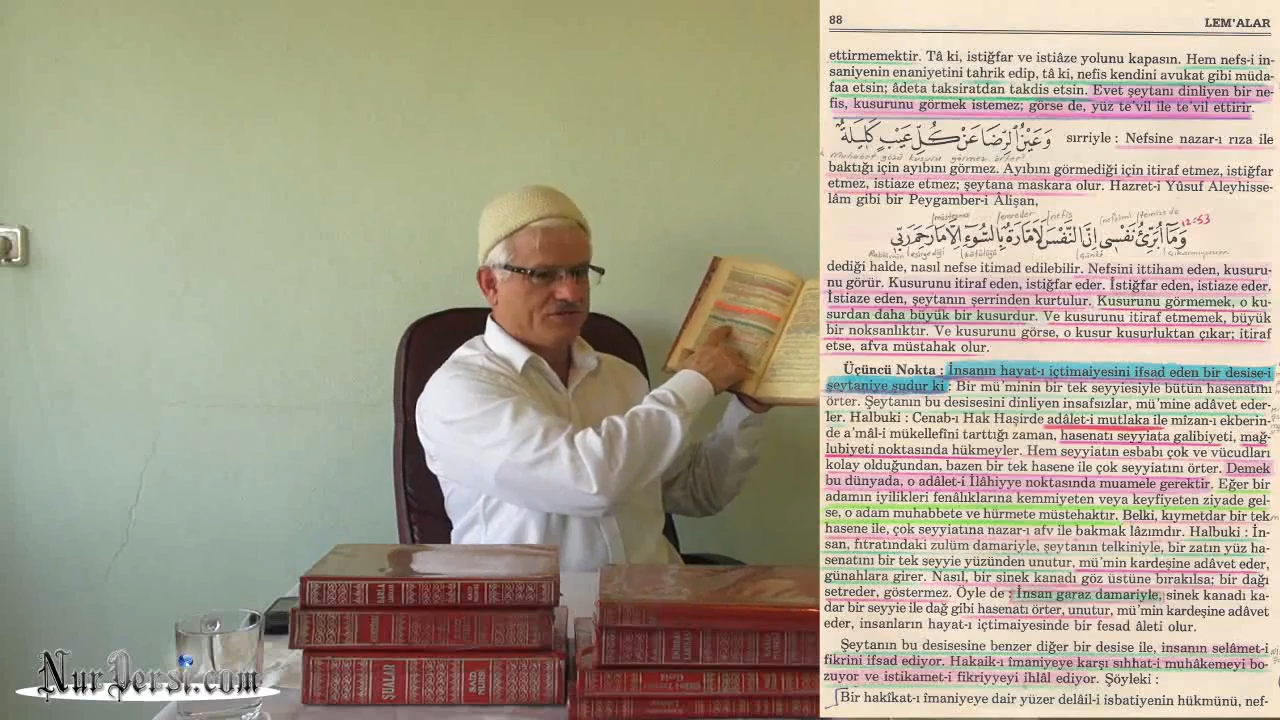 88
LEM'ALAR
ettirmemektir. Tâ ki, istiğfar ve istiâze yolunu kapasın. Hem nefs-i in-
saniyenin enaniyetini tahrik edip, tâ ki, nefis kendini avukat gibi müda-
faa etsin; âdeta taksiratdan takdis etsin. Evet şeytanı dinliyen bir ne-
fis, kusurunu görmek istemez; görse de, yüz te'vil ile te'vil ettirir.
وَعَيْنُ الرِّضَا عَنْ كُلِّ عَيْبٍ كَلِيلَةٌ sırriyle : Nefsine nazar-ı rıza ile
baktığı için ayıbını görmez. Ayıbını görmediği için itiraf etmez, istiğfar
etmez, istiaze etmez; şeytana maskara olur. Hazret-i Yûsuf Aleyhisse-
lâm gibi bir Peygamber-i Âlişan,
12:53
وَمَا اُبَرِّئُ نَفْسِى اِنَّ النَّفْسَ لَاَمَّارَةٌ بِالسُّوٓءِ اِلَّا مَا رَحِمَ رَبِّى
dediği halde, nasıl nefse itimad edilebilir. Nefsini ittiham eden, kusuru-
nu görür. Kusurunu itiraf eden, istiğfar eder. İstiğfar eden, istiaze eder.
İstiaze eden, şeytanın şerrinden kurtulur. Kusurunu görmemek, o ku-
surdan daha büyük bir kusurdur. Ve kusurunu itiraf etmemek, büyük
bir noksanlıktır. Ve kusurunu görse, o kusur kusurluktan çıkar; itiraf
etse, afva müstahak olur.
Üçüncü Nokta : İnsanın hayat-ı içtimaiyesini ifsad eden bir desise-i
şeytaniye şudur ki : Bir mü'minin bir tek seyyiesiyle bütün hasenatını
örter. Şeytanın bu desisesini dinliyen insafsızlar, mü'mine adâvet eder-
ler. Halbuki : Cenab-ı Hak Haşirde adâlet-i mutlaka ile mizan-ı ekberin-
de a'mâl-i mükellefîni tarttığı zaman, hasenatı seyyiata galibiyeti, mağ-
lubiyeti noktasında hükmeyler. Hem seyyiatın esbabı çok ve vücudları
kolay olduğundan, bazen bir tek hasene ile çok seyyiatını örter. Demek
bu dünyada, o adâlet-i İlâhiyye noktasında muamele gerektir. Eğer bir
adamın iyilikleri fenâlıklarına kemmiyeten veya keyfiyeten ziyade gel-
se, o adam muhabbete ve hürmete müstehaktır. Belki, kıymetdar bir tek
hasene ile, çok seyyiatına nazar-ı afv ile bakmak lâzımdır. Halbuki : İn-
san, fıtratındaki zulüm damariyle, şeytanın telkiniyle, bir zatın yüz ha-
senatını bir tek seyyie yüzünden unutur, mü'min kardeşine adâvet eder,
günahlara girer. Nasıl, bir sinek kanadı göz üstüne bırakılsa; bir dağı
setreder, göstermez. Öyle de : İnsan garaz damariyle, sinek kanadı ka-
dar bir seyyie ile dağ gibi hasenatı örter, unutur, mü'min kardeşine adâvet
eder, insanların hayat-ı içtimaiyesinde bir fesad âleti olur.
Şeytanın bu desisesine benzer diğer bir desise ile, insanın selâmet-i
fikrini ifsad ediyor. Hakaik-ı imaniyeye karşı sıhhat-i muhâkemeyi bo-
zuyor ve istikamet-i fikriyyeyi ihlâl ediyor. Şöyleki :
Bir hakîkat-ı imaniyeye dair yüzer delâil-i isbatiyenin hükmünü, nef-
ŞUALAR
SAİD NURSİ
NurDersi.com